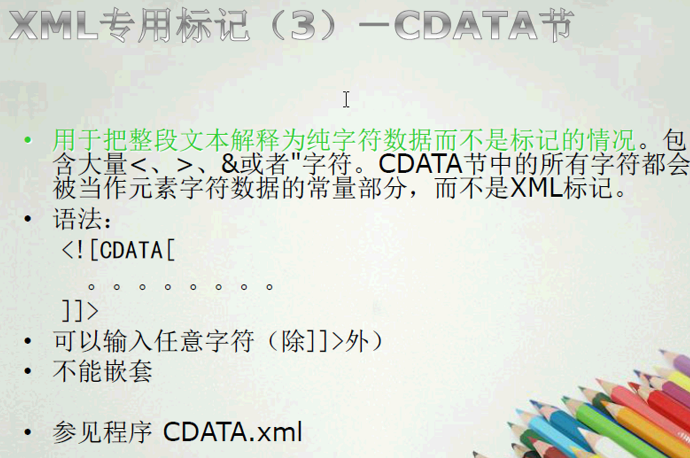 XML专用标记（3）－CDATA节
• 用于把整段文本解释为纯字符数据而不是标记的情况。包
含大量<、>、&或者"字符。CDATA节中的所有字符都会
被当作元素字符数据的常量部分，而不是XML标记。
• 语法：
<![CDATA[
。。。。。。。。
]]>
• 可以输入任意字符（除]]>外）
• 不能嵌套
• 参见程序 CDATA.xml